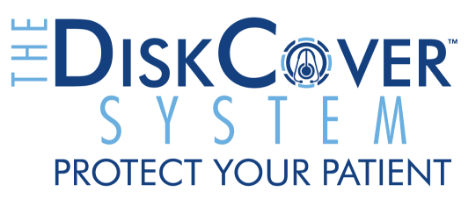 THE
DISKCOVER™
SYSTEM
PROTECT YOUR PATIENT